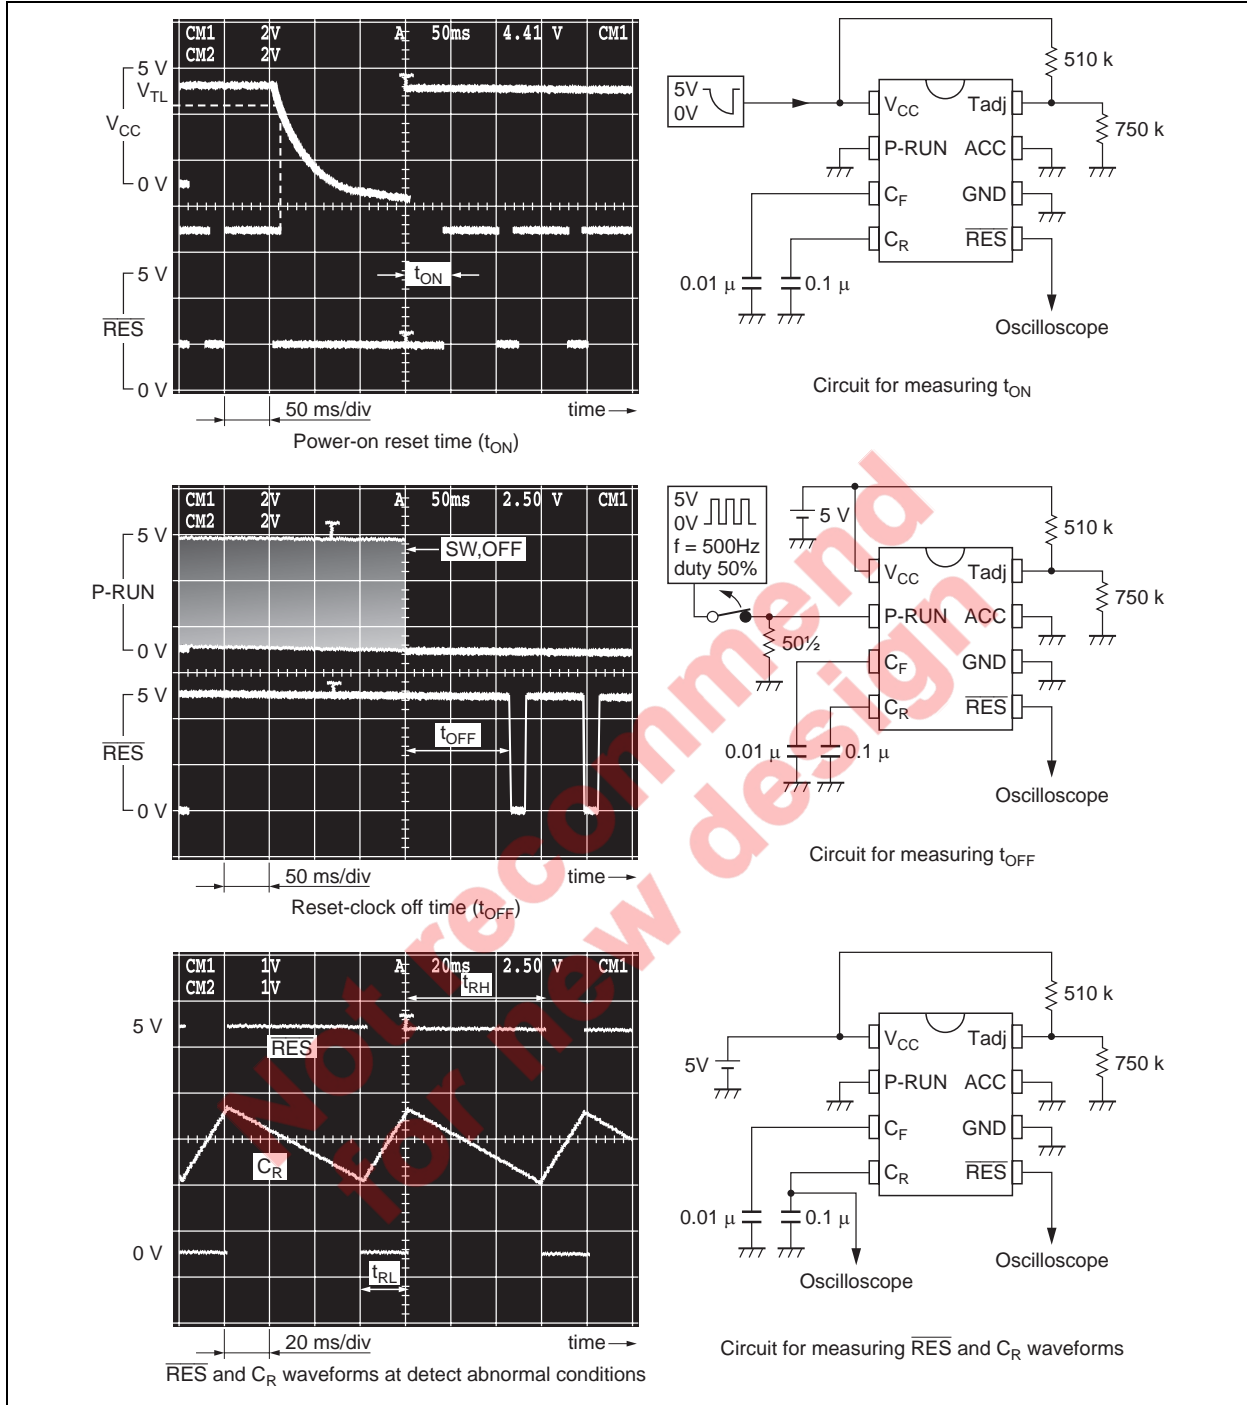 CM1 2V A 50ms 4.41 V CM1
CM2 2V
5 V
VTL
VCC
0 V
5 V
tON
RES
0 V
50 ms/div
time
Power-on reset time (tON)
5V
0V
510 k
750 k
VCC
Tadj
P-RUN
ACC
CF
GND
CR
RES
0.01 μ
0.1 μ
Oscilloscope
Circuit for measuring tON
CM1 2V A 50ms 2.50 V CM1
CM2 2V
5 V
SW,OFF
P-RUN
0 V
5 V
tOFF
RES
0 V
50 ms/div
time
Reset-clock off time (tOFF)
5V
0V
f = 500Hz
duty 50%
5 V
510 k
750 k
50½
VCC
Tadj
P-RUN
ACC
CF
GND
CR
RES
0.01 μ
0.1 μ
Oscilloscope
Circuit for measuring tOFF
CM1 1V A 20ms 2.50 V CM1
CM2 1V
tRH
5 V
RES
CR
0 V
tRL
20 ms/div
time
RES and CR waveforms at detect abnormal conditions
5V
510 k
750 k
VCC
Tadj
P-RUN
ACC
CF
GND
CR
RES
0.01 μ
0.1 μ
Oscilloscope
Oscilloscope
Circuit for measuring RES and CR waveforms
Not recommend
for new design